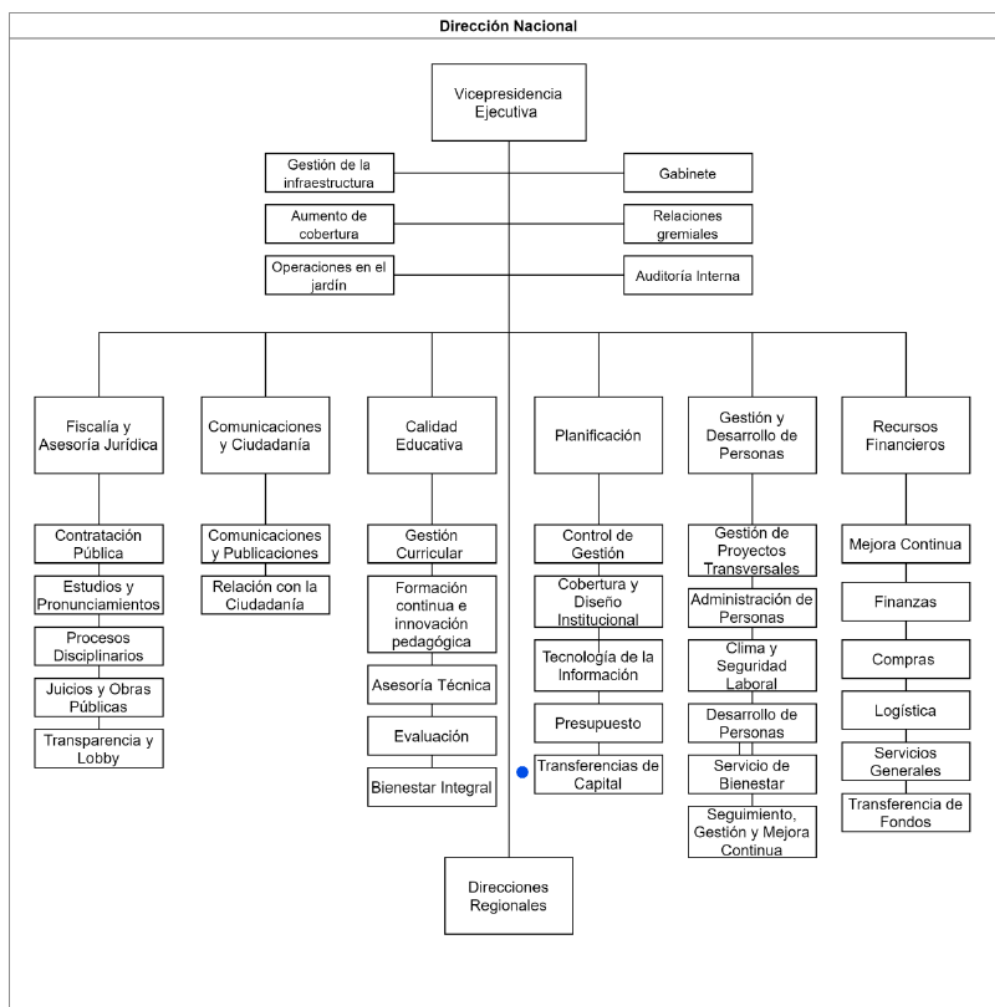 Dirección Nacional
Vicepresidencia
Ejecutiva
Gestión de la
infraestructura
Gabinete
Aumento de
cobertura
Relaciones
gremiales
Operaciones en el
jardín
Auditoría Interna
Fiscalía y
Asesoría Jurídica
Comunicaciones
y Ciudadanía
Calidad
Educativa
Planificación
Gestión y
Desarrollo de
Personas
Recursos
Financieros
Contratación
Pública
Estudios y
Pronunciamientos
Procesos
Disciplinarios
Juicios y Obras
Públicas
Transparencia y
Lobby
Comunicaciones
y Publicaciones
Relación con la
Ciudadanía
Gestión
Curricular
Formación
continua e
innovación
pedagógica
Asesoría Técnica
Evaluación
Bienestar Integral
Control de
Gestión
Cobertura y
Diseño
Institucional
Tecnología de la
Información
Presupuesto
Transferencias de
Capital
Gestión de
Proyectos
Transversales
Administración de
Personas
Clima y
Seguridad
Laboral
Desarrollo de
Personas
Servicio de
Bienestar
Seguimiento,
Gestión y Mejora
Continua
Mejora Continua
Finanzas
Compras
Logística
Servicios
Generales
Transferencia de
Fondos
Direcciones
Regionales